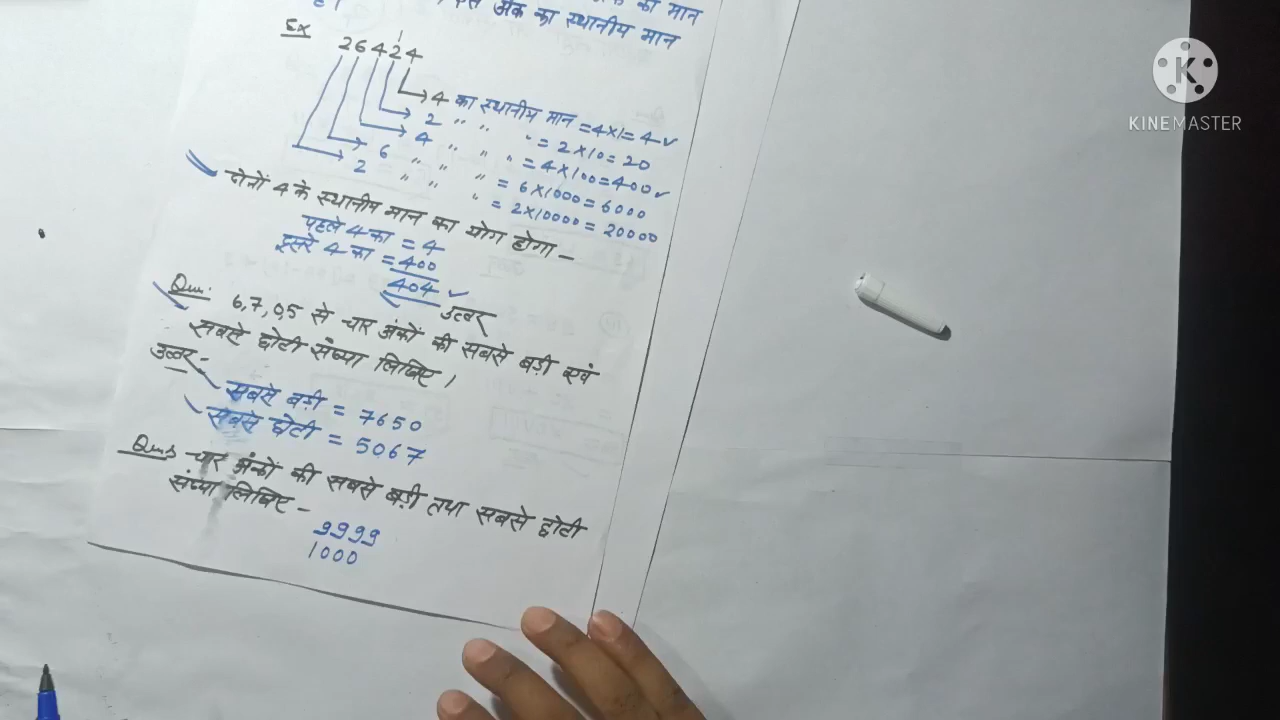 का मान
अंक का स्थानीय मान
Ex
26424
4 का स्थानीय मान = 4×1= 4 ✓
2 " " " = 2×10=20
4 " " " = 4×100=400 ✓
6 " " " = 6×1000=6000
2 " " " = 2×10000=20000
दोनों 4 के स्थानीय मान का योग होगा –
पहले 4 का = 4
दूसरे 4 का = 400
404 ✓
उत्तर
Que. 6,7,0,5 से चार अंकों की सबसे बड़ी एवं
सबसे छोटी संख्या लिखिए।
उत्तर -
सबसे बड़ी = 7650
सबसे छोटी = 5067
चार अंकों की सबसे बड़ी तथा सबसे छोटी
संख्या लिखिए –
9999
1000
KINEMASTER